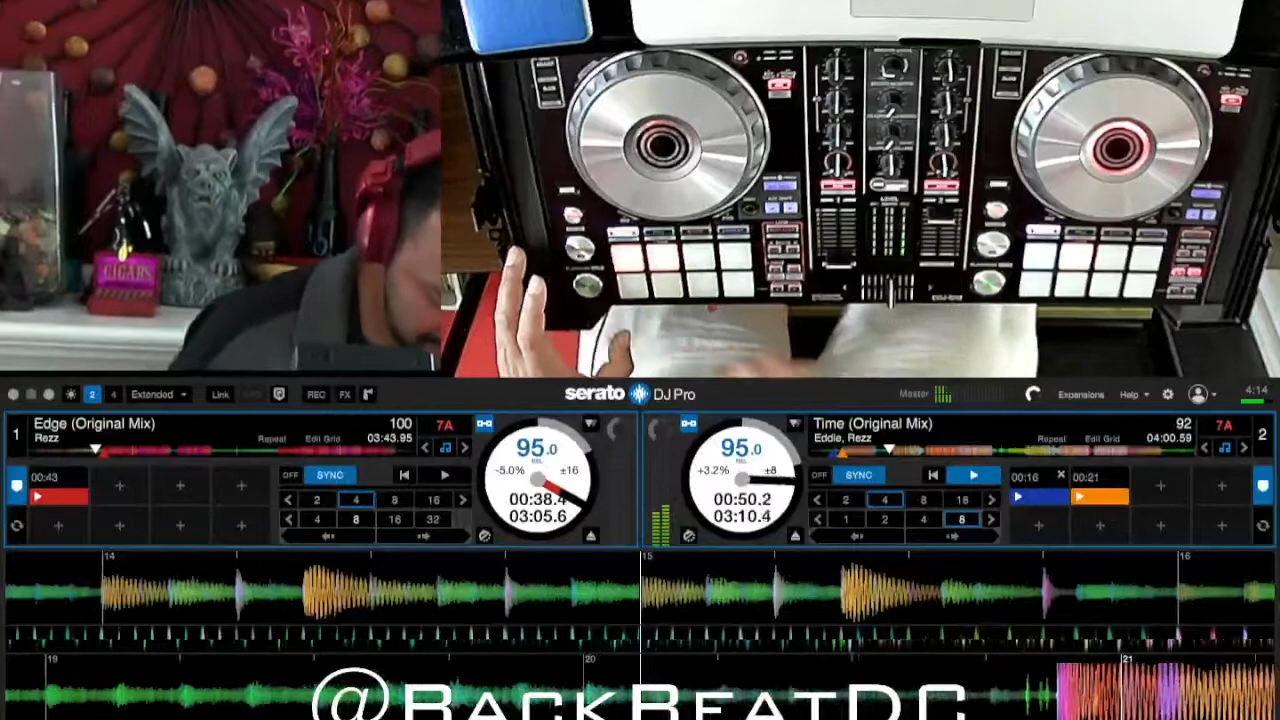 CIGARS
2 4 Extended Link REC FX
serato DJ Pro
Master Expansions Help 4:14
1 Edge (Original Mix) 100 7A
Rezz Repeat Edit Grid 03:43.95
00:43
OFF SYNC
2 4 8 16
4 8 16 32
95.0
-5.0% ±16
00:38.4
03:05.6
Time (Original Mix) 92 7A 2
Eddie, Rezz Repeat Edit Grid 04:00.59
95.0
+3.2% ±8
00:50.2
03:10.4
OFF SYNC
2 4 8 16
1 2 4 8
00:16 00:21
14 15 16
19 20 21
@BACKBEATDC